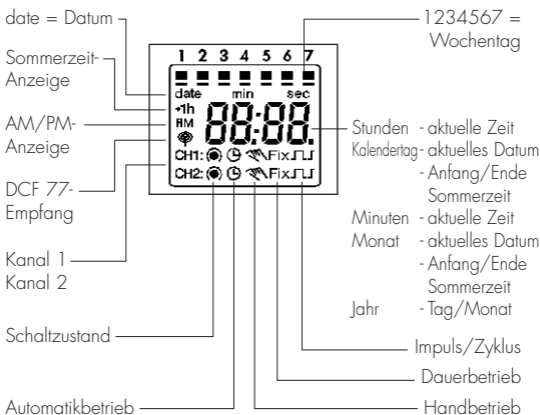 date = Datum
Sommerzeit-
Anzeige
AM/PM-
Anzeige
DCF 77-
Empfang
Kanal 1
Kanal 2
Schaltzustand
Automatikbetrieb
1 2 3 4 5 6 7
date min sec
+1h
AM
88:88.
CH1: Fix
CH2: Fix
1234567 =
Wochentag
Stunden - aktuelle Zeit
Kalendertag - aktuelles Datum
- Anfang/Ende
Sommerzeit
Minuten - aktuelle Zeit
Monat - aktuelles Datum
- Anfang/Ende
Sommerzeit
Jahr - Tag/Monat
Impuls/Zyklus
Dauerbetrieb
Handbetrieb